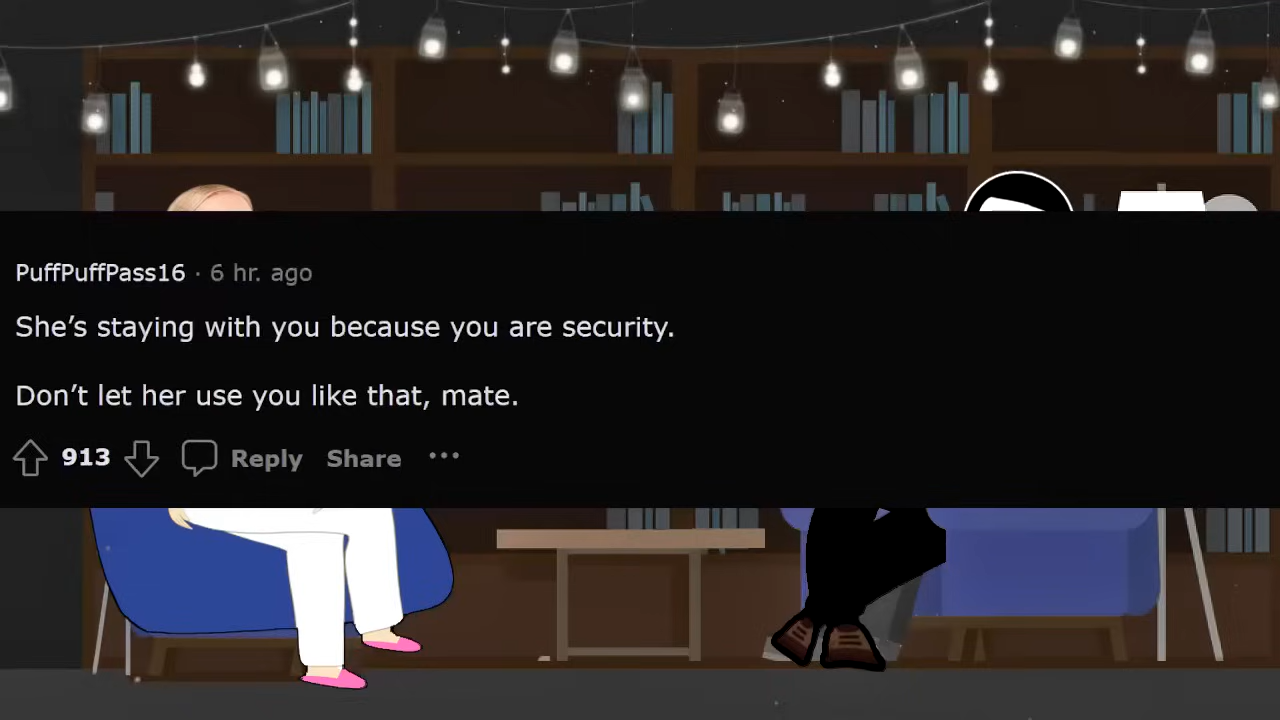 PuffPuffPass16 · 6 hr. ago
She’s staying with you because you are security.
Don’t let her use you like that, mate.
913 Reply Share ···